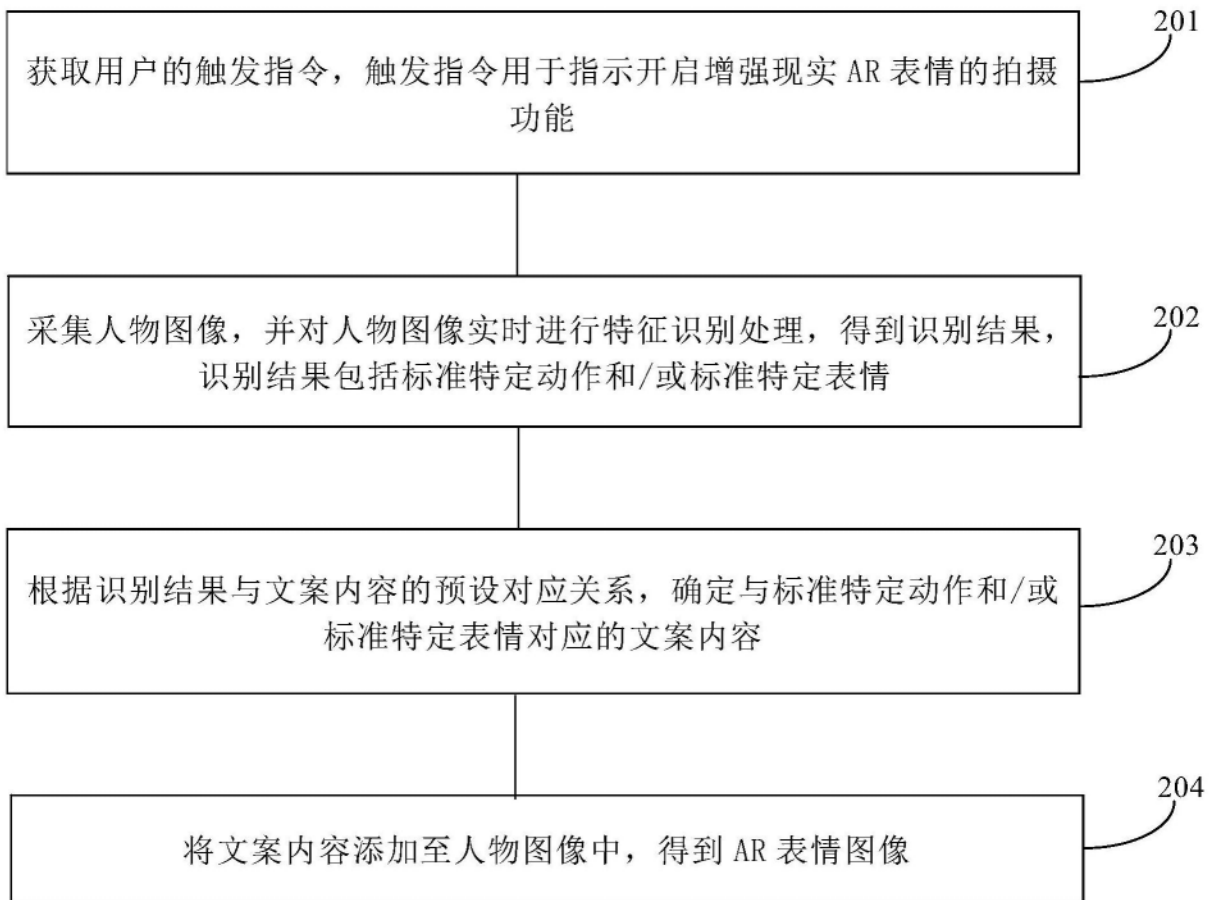 201
获取用户的触发指令，触发指令用于指示开启增强现实 AR 表情的拍摄
功能
202
采集人物图像，并对人物图像实时进行特征识别处理，得到识别结果，
识别结果包括标准特定动作和/或标准特定表情
203
根据识别结果与文案内容的预设对应关系，确定与标准特定动作和/或
标准特定表情对应的文案内容
204
将文案内容添加至人物图像中，得到 AR 表情图像